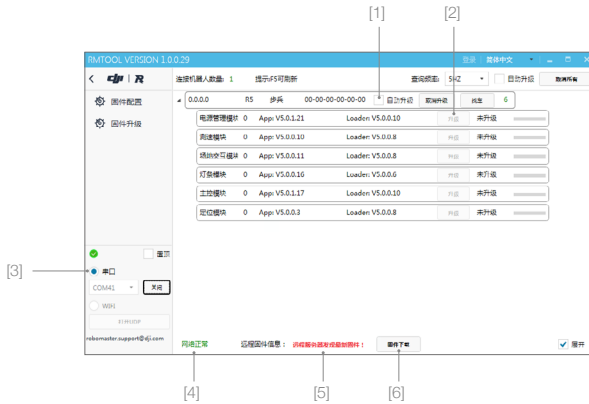 [1]
[2]
RMTOOL VERSION 1.0.0.29
登录 简体中文
dji R 连接机器人数量: 1 提示:F5可刷新 查询频率: 5HZ 自动升级 取消所有
固件配置
固件升级
0.0.0.0 R5 步兵 00-00-00-00-00-00 自动升级 取消升级 6
电源管理模块 0 App: V5.0.1.21 Loader: V5.0.0.10 升级 未升级
测速模块 0 App: V5.0.0.10 Loader: V5.0.0.8 升级 未升级
场地交互模块 0 App: V5.0.0.11 Loader: V5.0.0.8 升级 未升级
灯条模块 0 App: V5.0.0.16 Loader: V5.0.0.6 升级 未升级
主控模块 0 App: V5.0.1.17 Loader: V5.0.0.10 升级 未升级
定位模块 0 App: V5.0.0.3 Loader: V5.0.0.8 升级 未升级
置顶
[3]
串口
COM41 关闭
WIFI
robomaster.support@dji.com
网络正常 远程固件信息: 远程服务器发现最新固件! 固件下载 展开
[4]
[5]
[6]